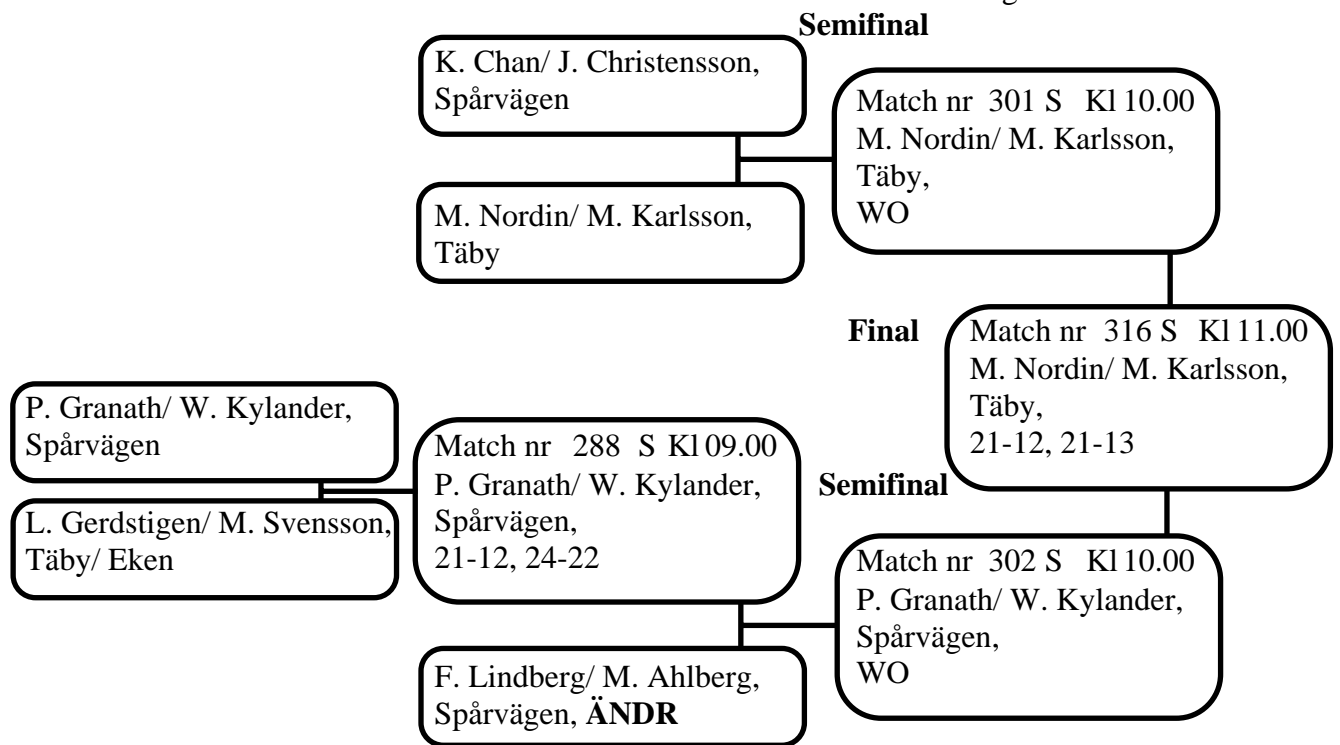 Semifinal
K. Chan/ J. Christensson,
Spårvägen
Match nr 301 S Kl 10.00
M. Nordin/ M. Karlsson,
Täby,
WO
M. Nordin/ M. Karlsson,
Täby
Final
Match nr 316 S Kl 11.00
M. Nordin/ M. Karlsson,
Täby,
21-12, 21-13
P. Granath/ W. Kylander,
Spårvägen
Match nr 288 S Kl 09.00
P. Granath/ W. Kylander,
Spårvägen,
21-12, 24-22
L. Gerdstigen/ M. Svensson,
Täby/ Eken
Semifinal
Match nr 302 S Kl 10.00
P. Granath/ W. Kylander,
Spårvägen,
WO
F. Lindberg/ M. Ahlberg,
Spårvägen, ÄNDR